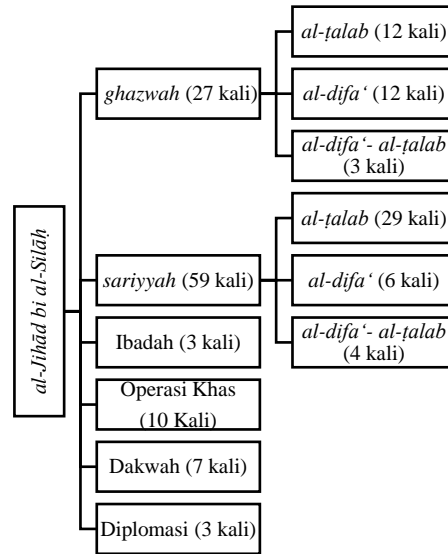 al-Jihād bi al-Silāḥ
ghazwah (27 kali)
al-ṭalab (12 kali)
al-difa‘ (12 kali)
al-difa‘- al-ṭalab
(3 kali)
sariyyah (59 kali)
al-ṭalab (29 kali)
al-difa‘ (6 kali)
al-difa‘- al-ṭalab
(4 kali)
Ibadah (3 kali)
Operasi Khas
(10 Kali)
Dakwah (7 kali)
Diplomasi (3 kali)